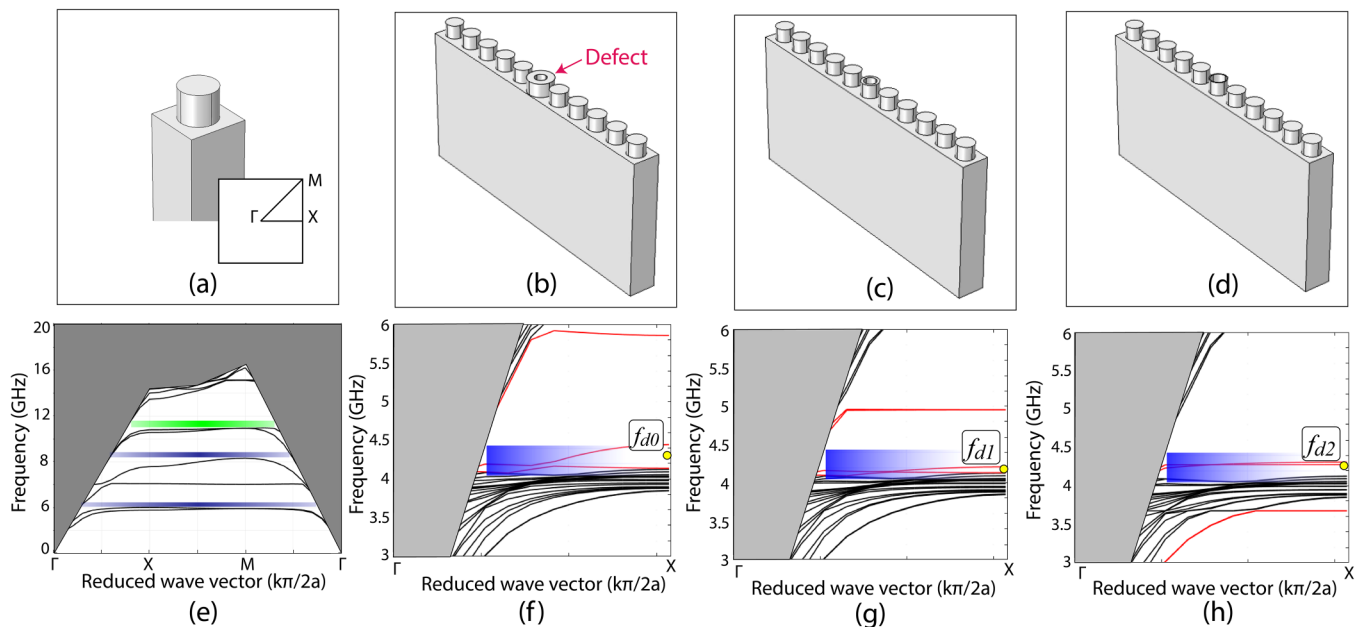 Defect
M
Γ
X
(a)
(b)
(c)
(d)
20
16
12
8
6
0
Frequency (GHz)
Γ
X
M
Γ
Reduced wave vector (kπ/2a)
(e)
6
5.5
5
4.5
4
3.5
3
Frequency (GHz)
fd0
Γ
X
Reduced wave vector (kπ/2a)
(f)
6
5.5
5
4.5
4
3.5
3
Frequency (GHz)
fd1
Γ
X
Reduced wave vector (kπ/2a)
(g)
6
5.5
5
4.5
4
3.5
3
Frequency (GHz)
fd2
Γ
X
Reduced wave vector (kπ/2a)
(h)